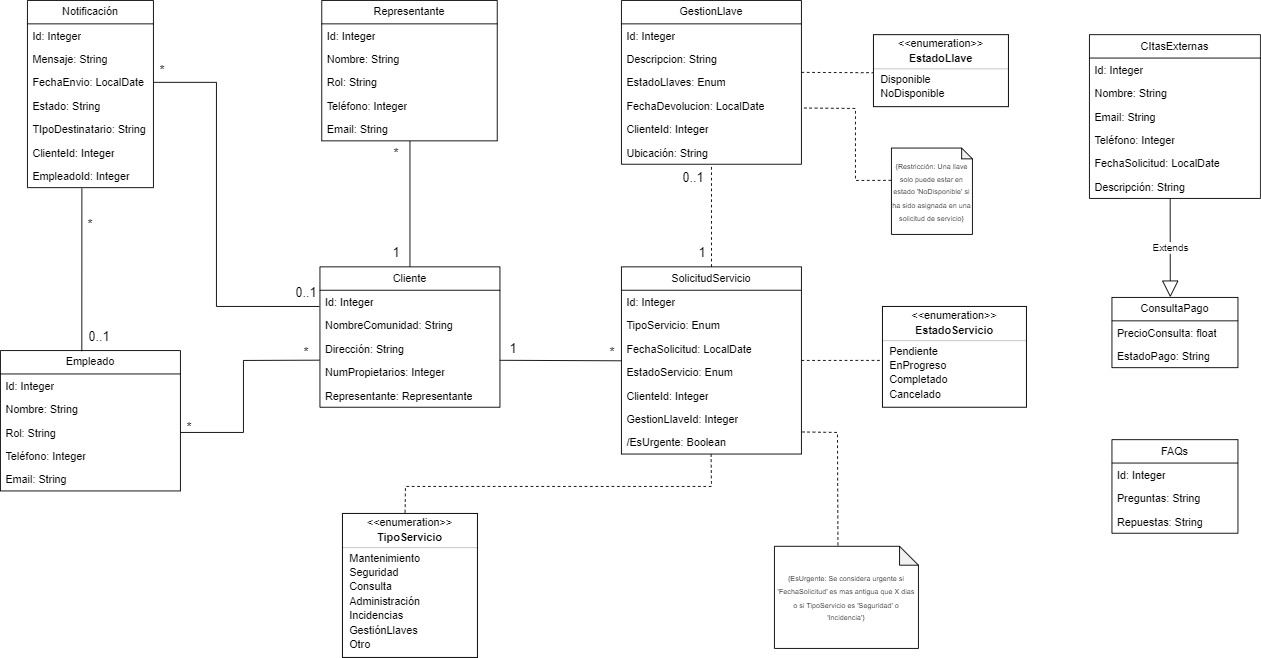 Notificación
Id: Integer
Mensaje: String
FechaEnvio: LocalDate
Estado: String
TIpoDestinatario: String
ClienteId: Integer
EmpleadoId: Integer
*
*
0..1
Representante
Id: Integer
Nombre: String
Rol: String
Teléfono: Integer
Email: String
*
1
GestionLlave
Id: Integer
Descripcion: String
EstadoLlaves: Enum
FechaDevolucion: LocalDate
ClienteId: Integer
Ubicación: String
0..1
1
<<enumeration>>
EstadoLlave
Disponible
NoDisponible
{Restricción: Una llave
solo puede estar en
estado 'NoDisponible' si
ha sido asignada en una
solicitud de servicio}
CItasExternas
Id: Integer
Nombre: String
Email: String
Teléfono: Integer
FechaSolicitud: LocalDate
Descripción: String
Extends
ConsultaPago
PrecioConsulta: float
EstadoPago: String
Empleado
Id: Integer
Nombre: String
Rol: String
Teléfono: Integer
Email: String
*
*
0..1
Cliente
Id: Integer
NombreComunidad: String
Dirección: String
NumPropietarios: Integer
Representante: Representante
1
*
SolicitudServicio
Id: Integer
TipoServicio: Enum
FechaSolicitud: LocalDate
EstadoServicio: Enum
ClienteId: Integer
GestionLlaveId: Integer
/EsUrgente: Boolean
<<enumeration>>
EstadoServicio
Pendiente
EnProgreso
Completado
Cancelado
FAQs
Id: Integer
Preguntas: String
Repuestas: String
<<enumeration>>
TipoServicio
Mantenimiento
Seguridad
Consulta
Administración
Incidencias
GestiónLlaves
Otro
{EsUrgente: Se considera urgente si
'FechaSolicitud' es mas antigua que X dias
o si TipoServicio es 'Seguridad' o
'Incidencia'}